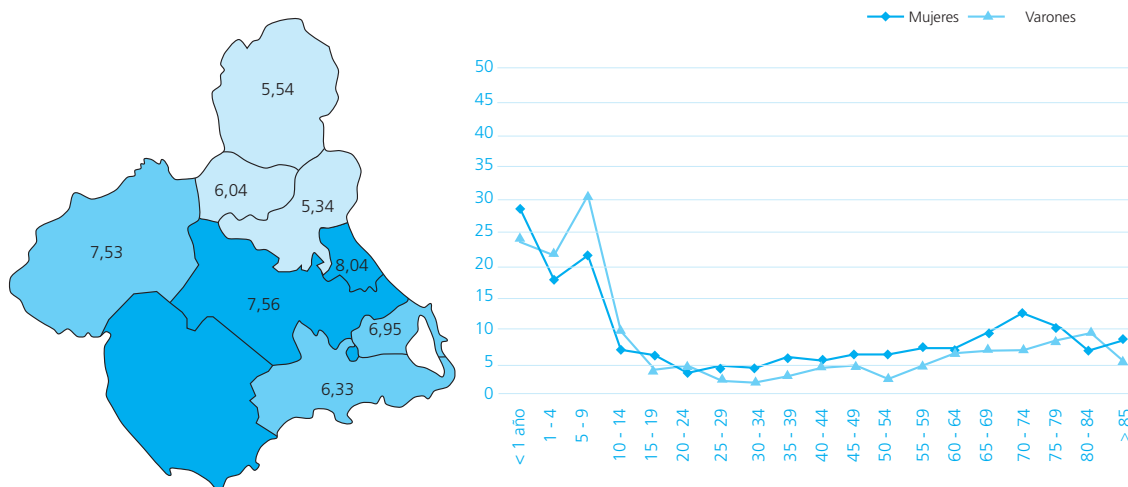 Mujeres
Varones
5,54
6,04
5,34
7,53
8,04
7,56
6,95
6,33
50
45
40
35
30
25
20
15
10
5
0
< 1 año
1 - 4
5 - 9
10 - 14
15 - 19
20 - 24
25 - 29
30 - 34
35 - 39
40 - 44
45 - 49
50 - 54
55 - 59
60 - 64
65 - 69
70 - 74
75 - 79
80 - 84
> 85